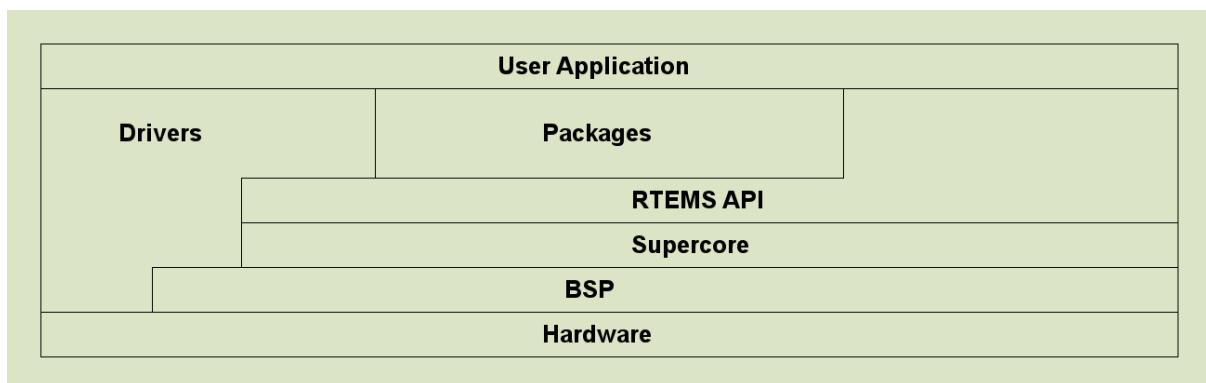 User Application
Drivers
Packages
RTEMS API
Supercore
BSP
Hardware